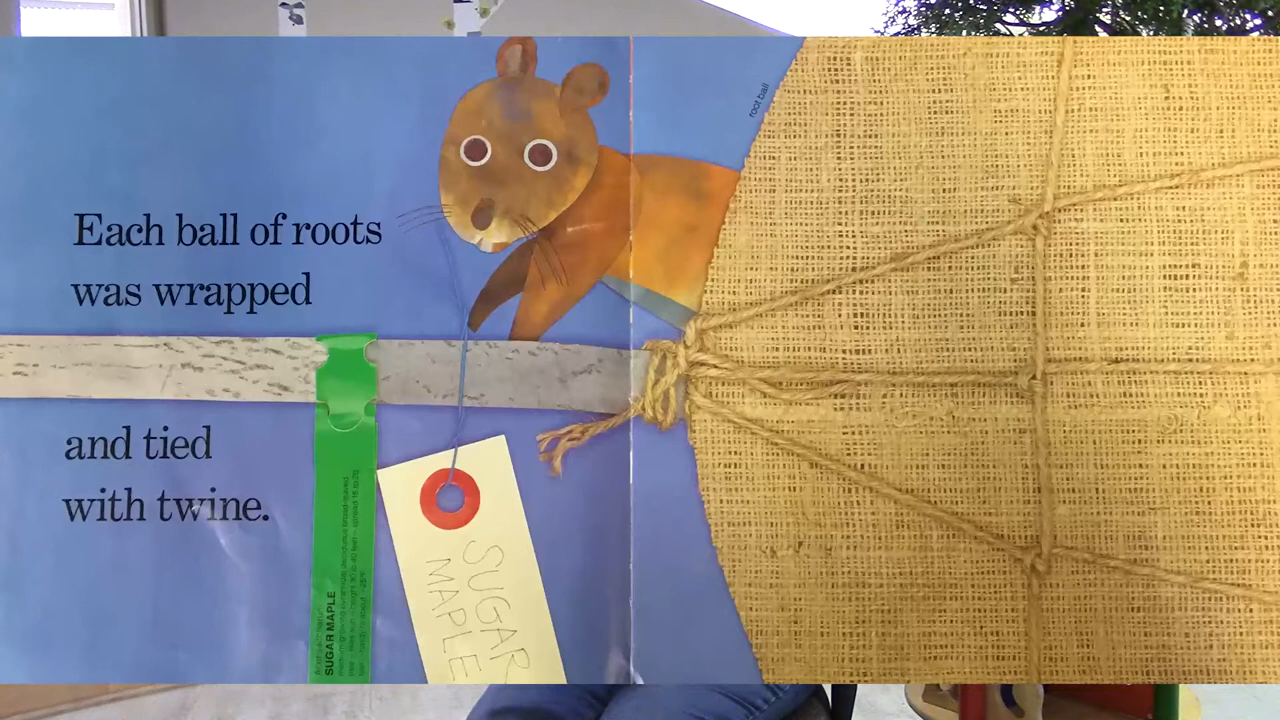 Each ball of roots
was wrapped
and tied
with twine.
root ball
SUGAR MAPLE
SUGAR
MAPLE